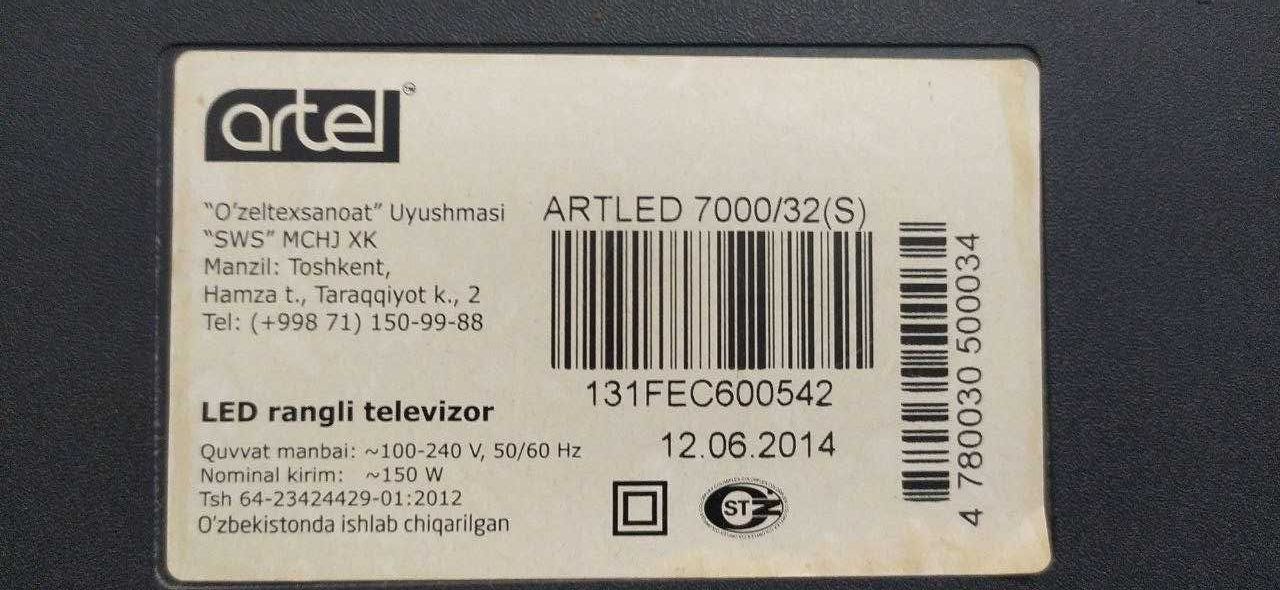 artel
TM
"O'zeltexsanoat" Uyushmasi
"SWS" MCHJ XK
Manzil: Toshkent,
Hamza t., Taraqqiyot k., 2
Tel: (+998 71) 150-99-88
LED rangli televizor
Quvvat manbai: ~100-240 V, 50/60 Hz
Nominal kirim: ~150 W
Tsh 64-23424429-01:2012
O'zbekistonda ishlab chiqarilgan
ARTLED 7000/32(S)
131FEC600542
12.06.2014
ST
4 780030 500034